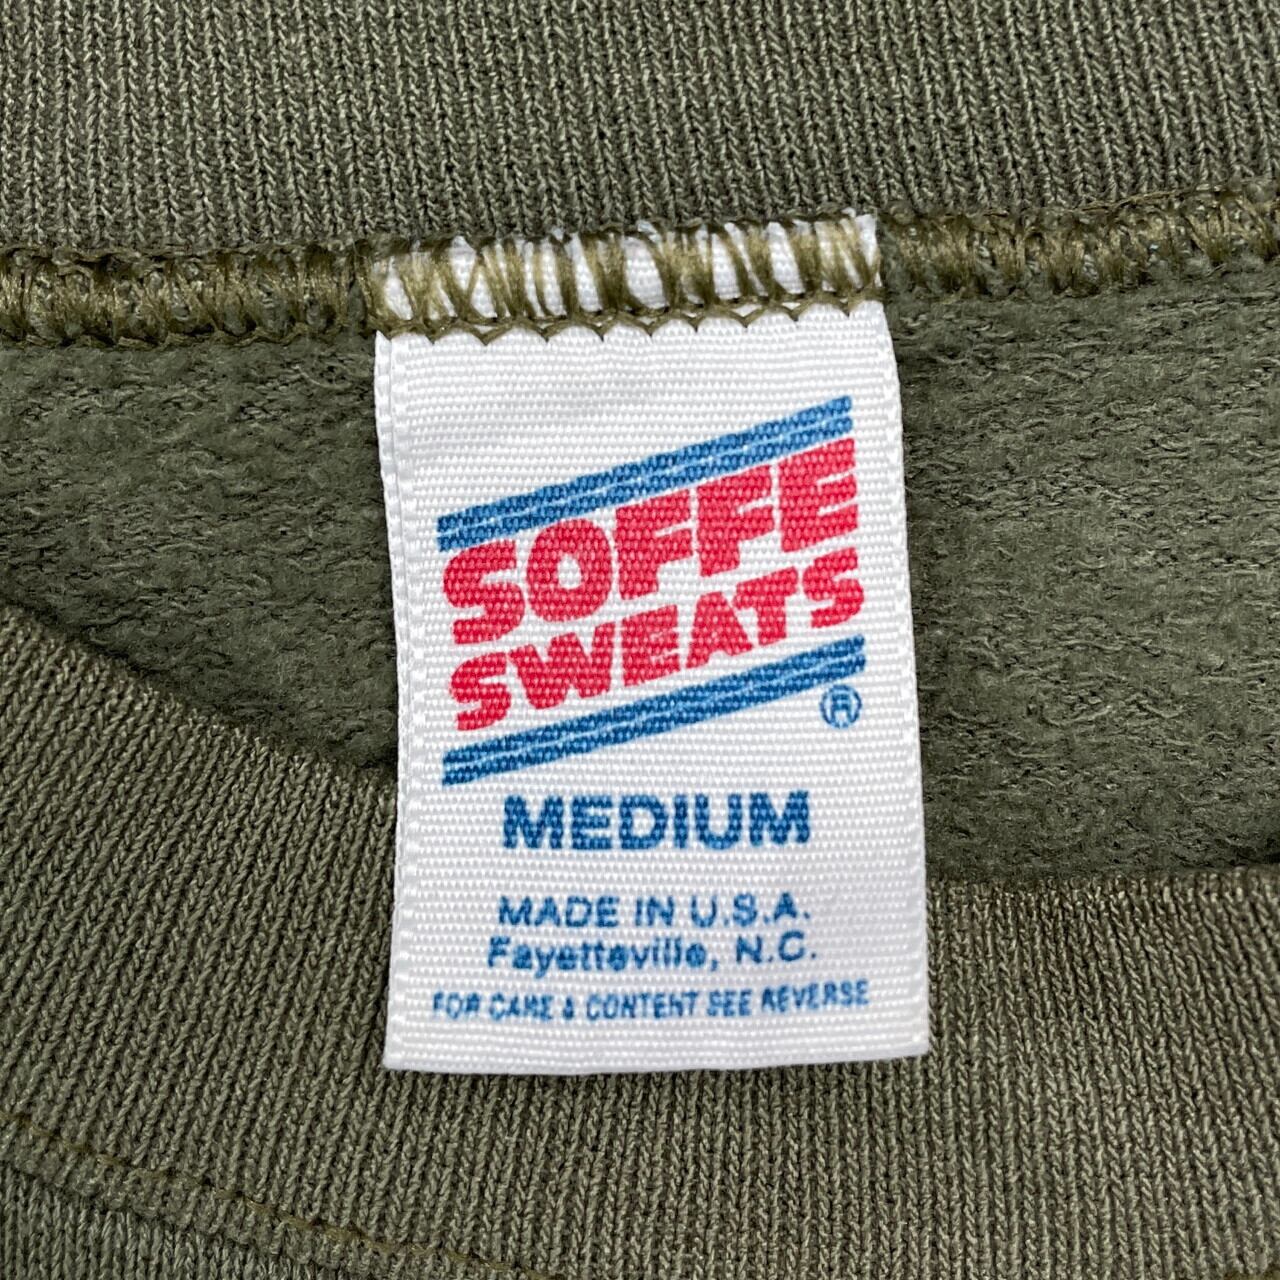 SOFFE
SWEATS
®
MEDIUM
MADE IN U.S.A.
Fayetteville, N.C.
FOR CARE & CONTENT SEE REVERSE